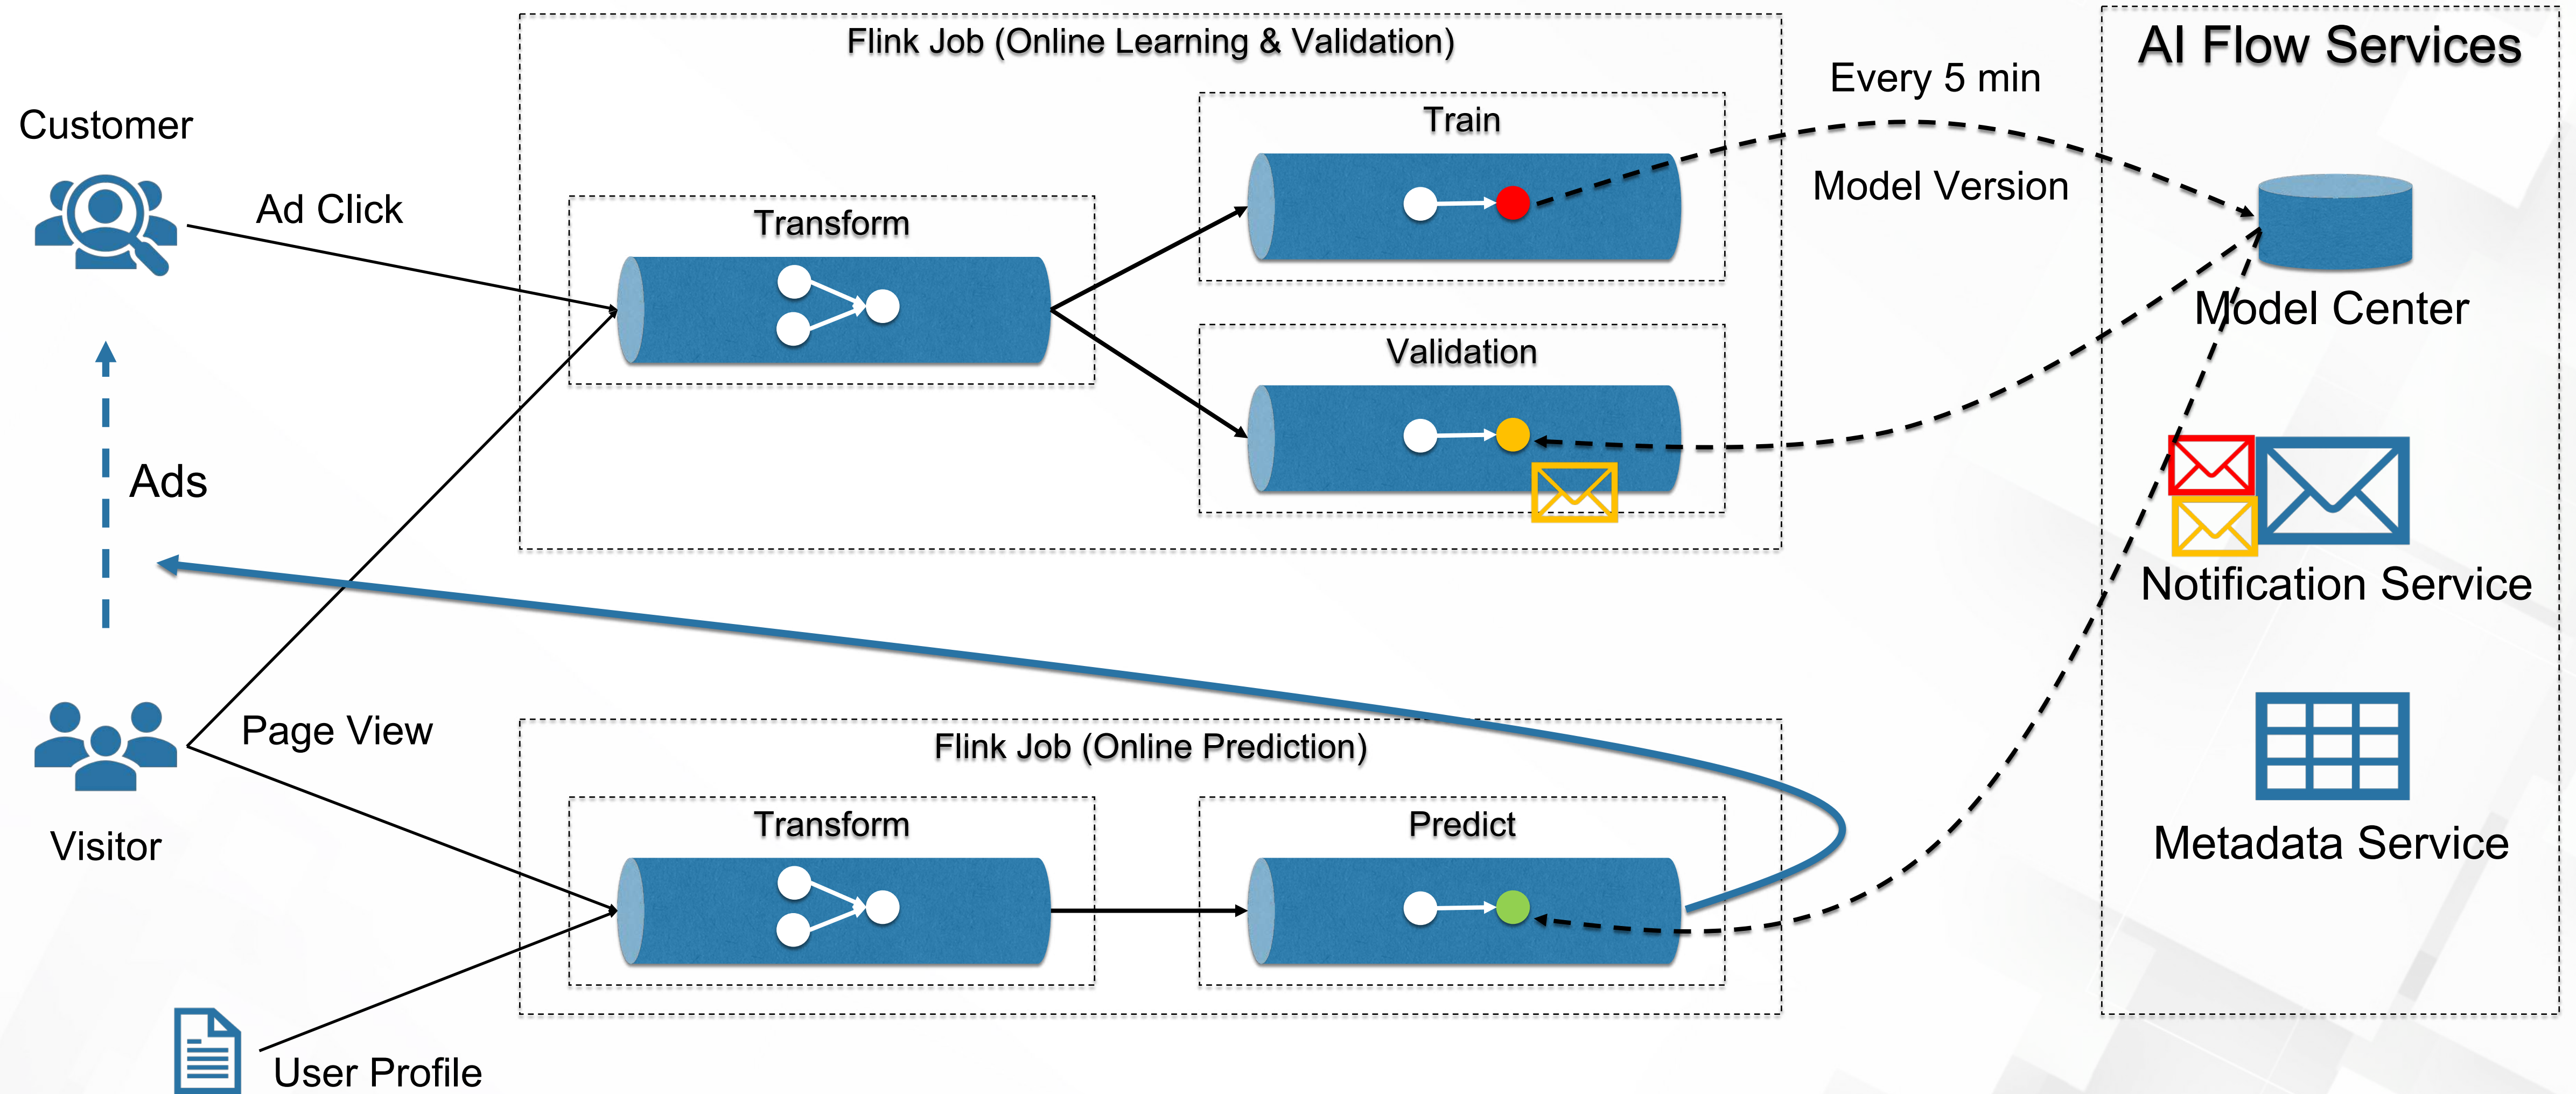 Flink Job (Online Learning & Validation)
AI Flow Services
Every 5 min
Customer
Train
Model Version
Ad Click
Transform
Model Center
Validation
Ads
Notification Service
Page View
Flink Job (Online Prediction)
Visitor
Transform
Predict
Metadata Service
User Profile